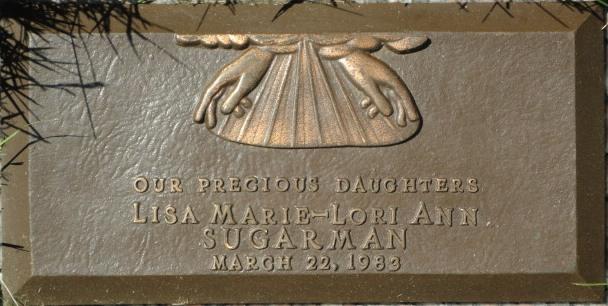 OUR PRECIOUS DAUGHTERS
LISA MARIE-LORI ANN
SUGARMAN
MARCH 22, 1983